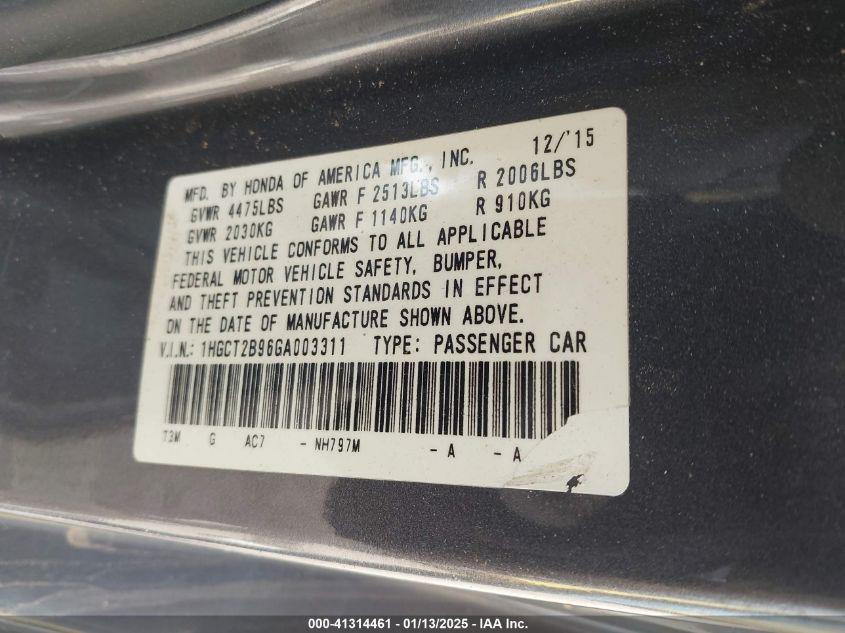 12/'15
MFD. BY HONDA OF AMERICA MFG., INC.
GVWR 4475LBS GAWR F 2513LBS R 2006LBS
GVWR 2030KG GAWR F 1140KG R 910KG
THIS VEHICLE CONFORMS TO ALL APPLICABLE
FEDERAL MOTOR VEHICLE SAFETY, BUMPER,
AND THEFT PREVENTION STANDARDS IN EFFECT
ON THE DATE OF MANUFACTURE SHOWN ABOVE.
V.I.N.: 1HGCT2B96GA003311 TYPE: PASSENGER CAR
T3M G AC7 - NH797M - A - A
000-41314461 | 01/13/2025 - IAA Inc.